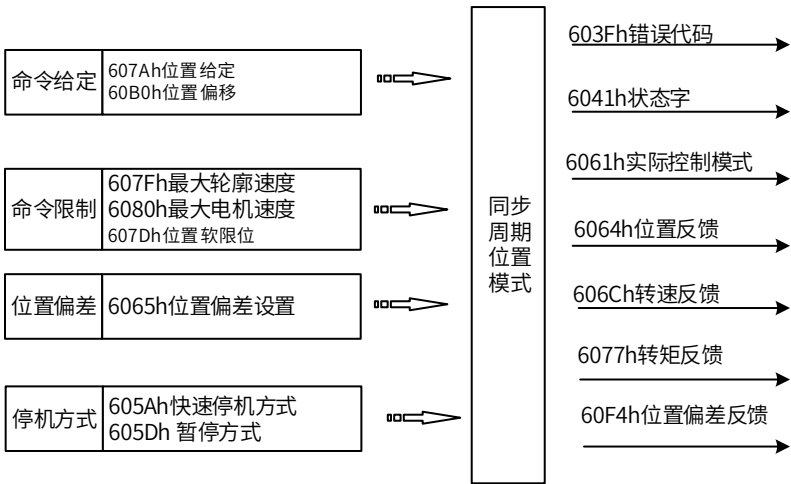 命令给定
607Ah位置给定
60B0h位置偏移
命令限制
607Fh最大轮廓速度
6080h最大电机速度
607Dh位置软限位
位置偏差
6065h位置偏差设置
停机方式
605Ah快速停机方式
605Dh 暂停方式
同步
周期
位置
模式
603Fh错误代码
6041h状态字
6061h实际控制模式
6064h位置反馈
606Ch转速反馈
6077h转矩反馈
60F4h位置偏差反馈